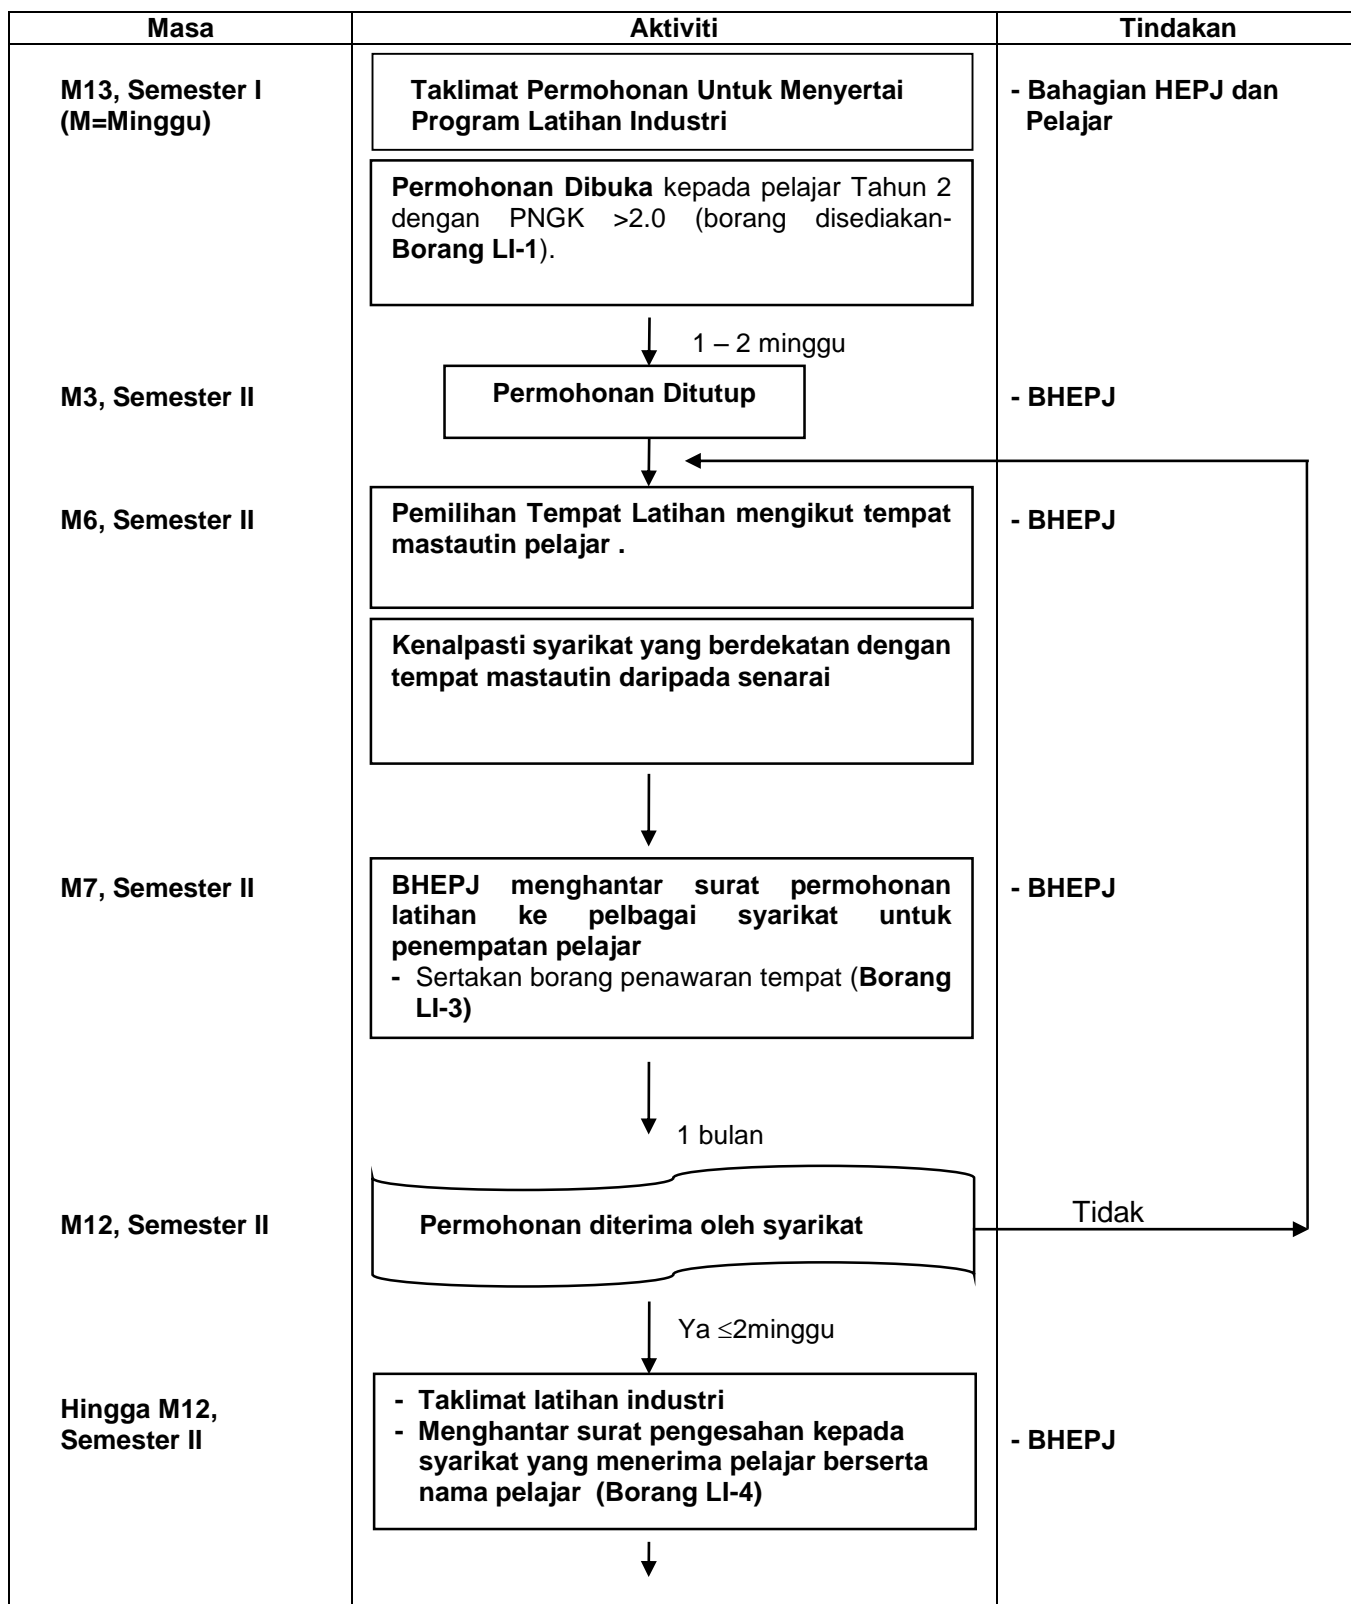 Masa Aktiviti Tindakan
M13, Semester I
(M=Minggu)
Taklimat Permohonan Untuk Menyertai
Program Latihan Industri
- Bahagian HEPJ dan
Pelajar
Permohonan Dibuka kepada pelajar Tahun 2
dengan PNGK >2.0 (borang disediakan-
Borang LI-1).
1 – 2 minggu
M3, Semester II
Permohonan Ditutup
- BHEPJ
M6, Semester II
Pemilihan Tempat Latihan mengikut tempat
mastautin pelajar .
- BHEPJ
Kenalpasti syarikat yang berdekatan dengan
tempat mastautin daripada senarai
M7, Semester II
BHEPJ menghantar surat permohonan
latihan ke pelbagai syarikat untuk
penempatan pelajar
- Sertakan borang penawaran tempat (Borang
LI-3)
- BHEPJ
1 bulan
M12, Semester II
Permohonan diterima oleh syarikat
Tidak
Ya ≤2minggu
Hingga M12,
Semester II
- Taklimat latihan industri
- Menghantar surat pengesahan kepada
syarikat yang menerima pelajar berserta
nama pelajar (Borang LI-4)
- BHEPJ